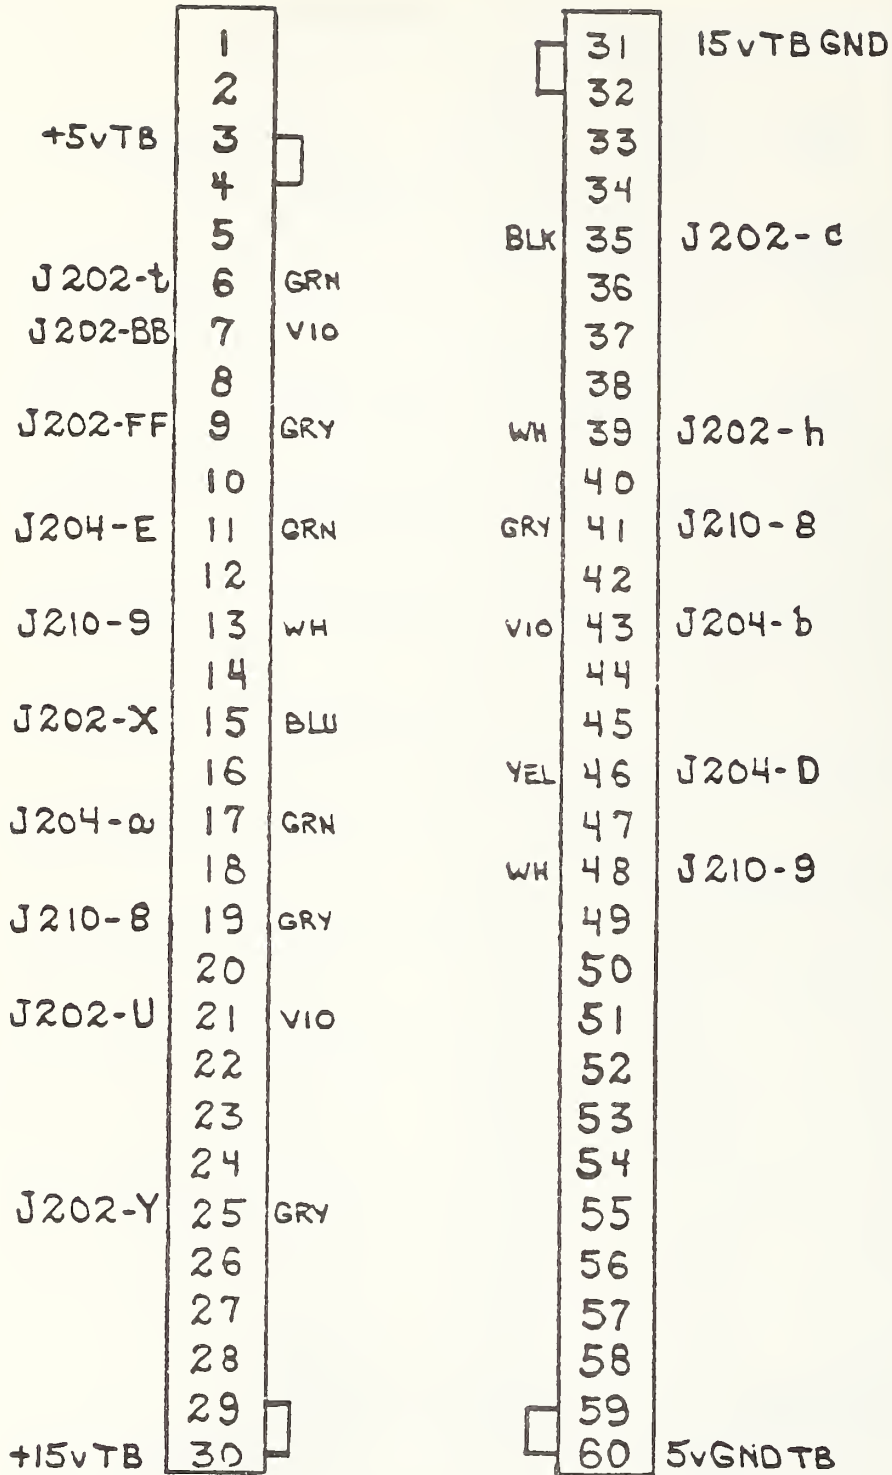 1
2
+5vTB 3
4
5
J202-t 6 GRN
J202-BB 7 VIO
8
J202-FF 9 GRY
10
J204-E 11 GRN
12
J210-9 13 WH
14
J202-X 15 BLU
16
J204-a 17 GRN
18
J210-8 19 GRY
20
J202-U 21 VIO
22
23
24
J202-Y 25 GRY
26
27
28
29
+15vTB 30
31 15vTB GND
32
33
34
BLK 35 J202-c
36
37
38
WH 39 J202-h
40
GRY 41 J210-8
42
VIO 43 J204-b
44
45
YEL 46 J204-D
47
WH 48 J210-9
49
50
51
52
53
54
55
56
57
58
59
60 5vGND TB